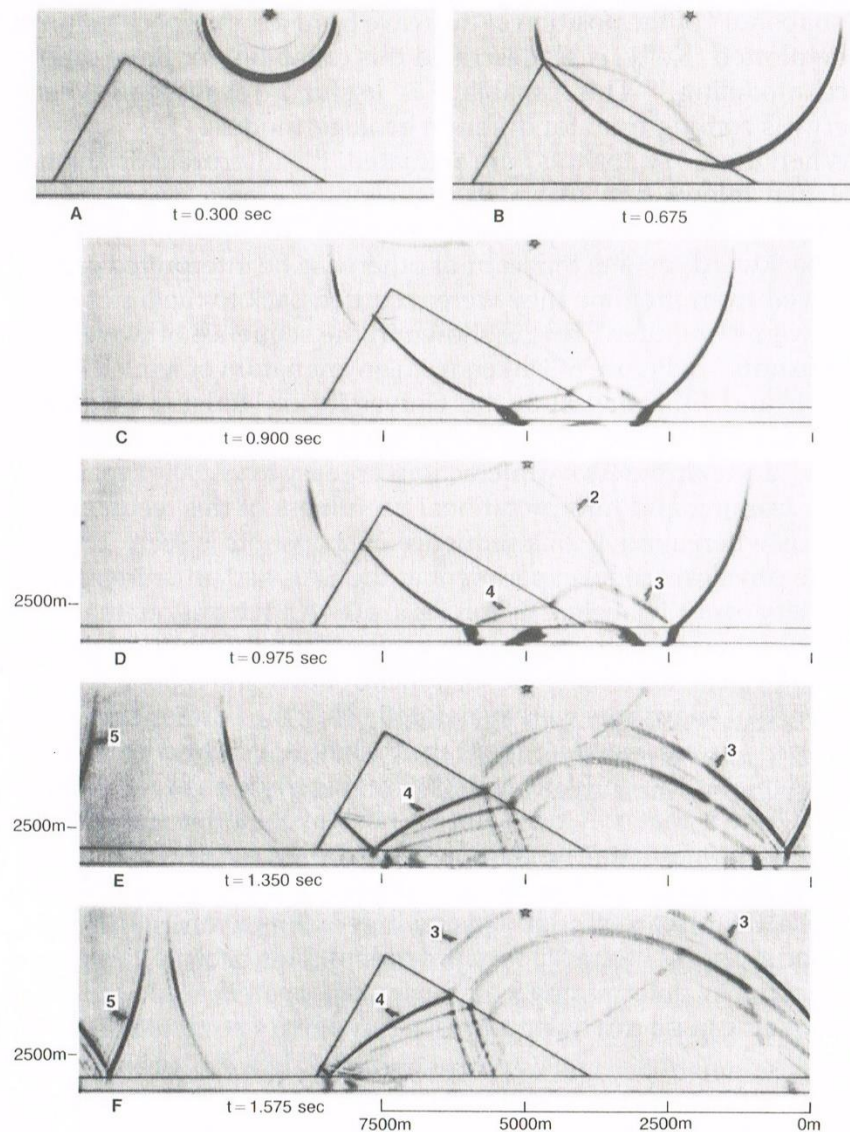 A t = 0.300 sec
B t = 0.675
C t = 0.900 sec
2
2500m
4
3
D t = 0.975 sec
5
3
4
2500m
E t = 1.350 sec
3
3
5
4
2500m
F t = 1.575 sec
7500m 5000m 2500m 0m